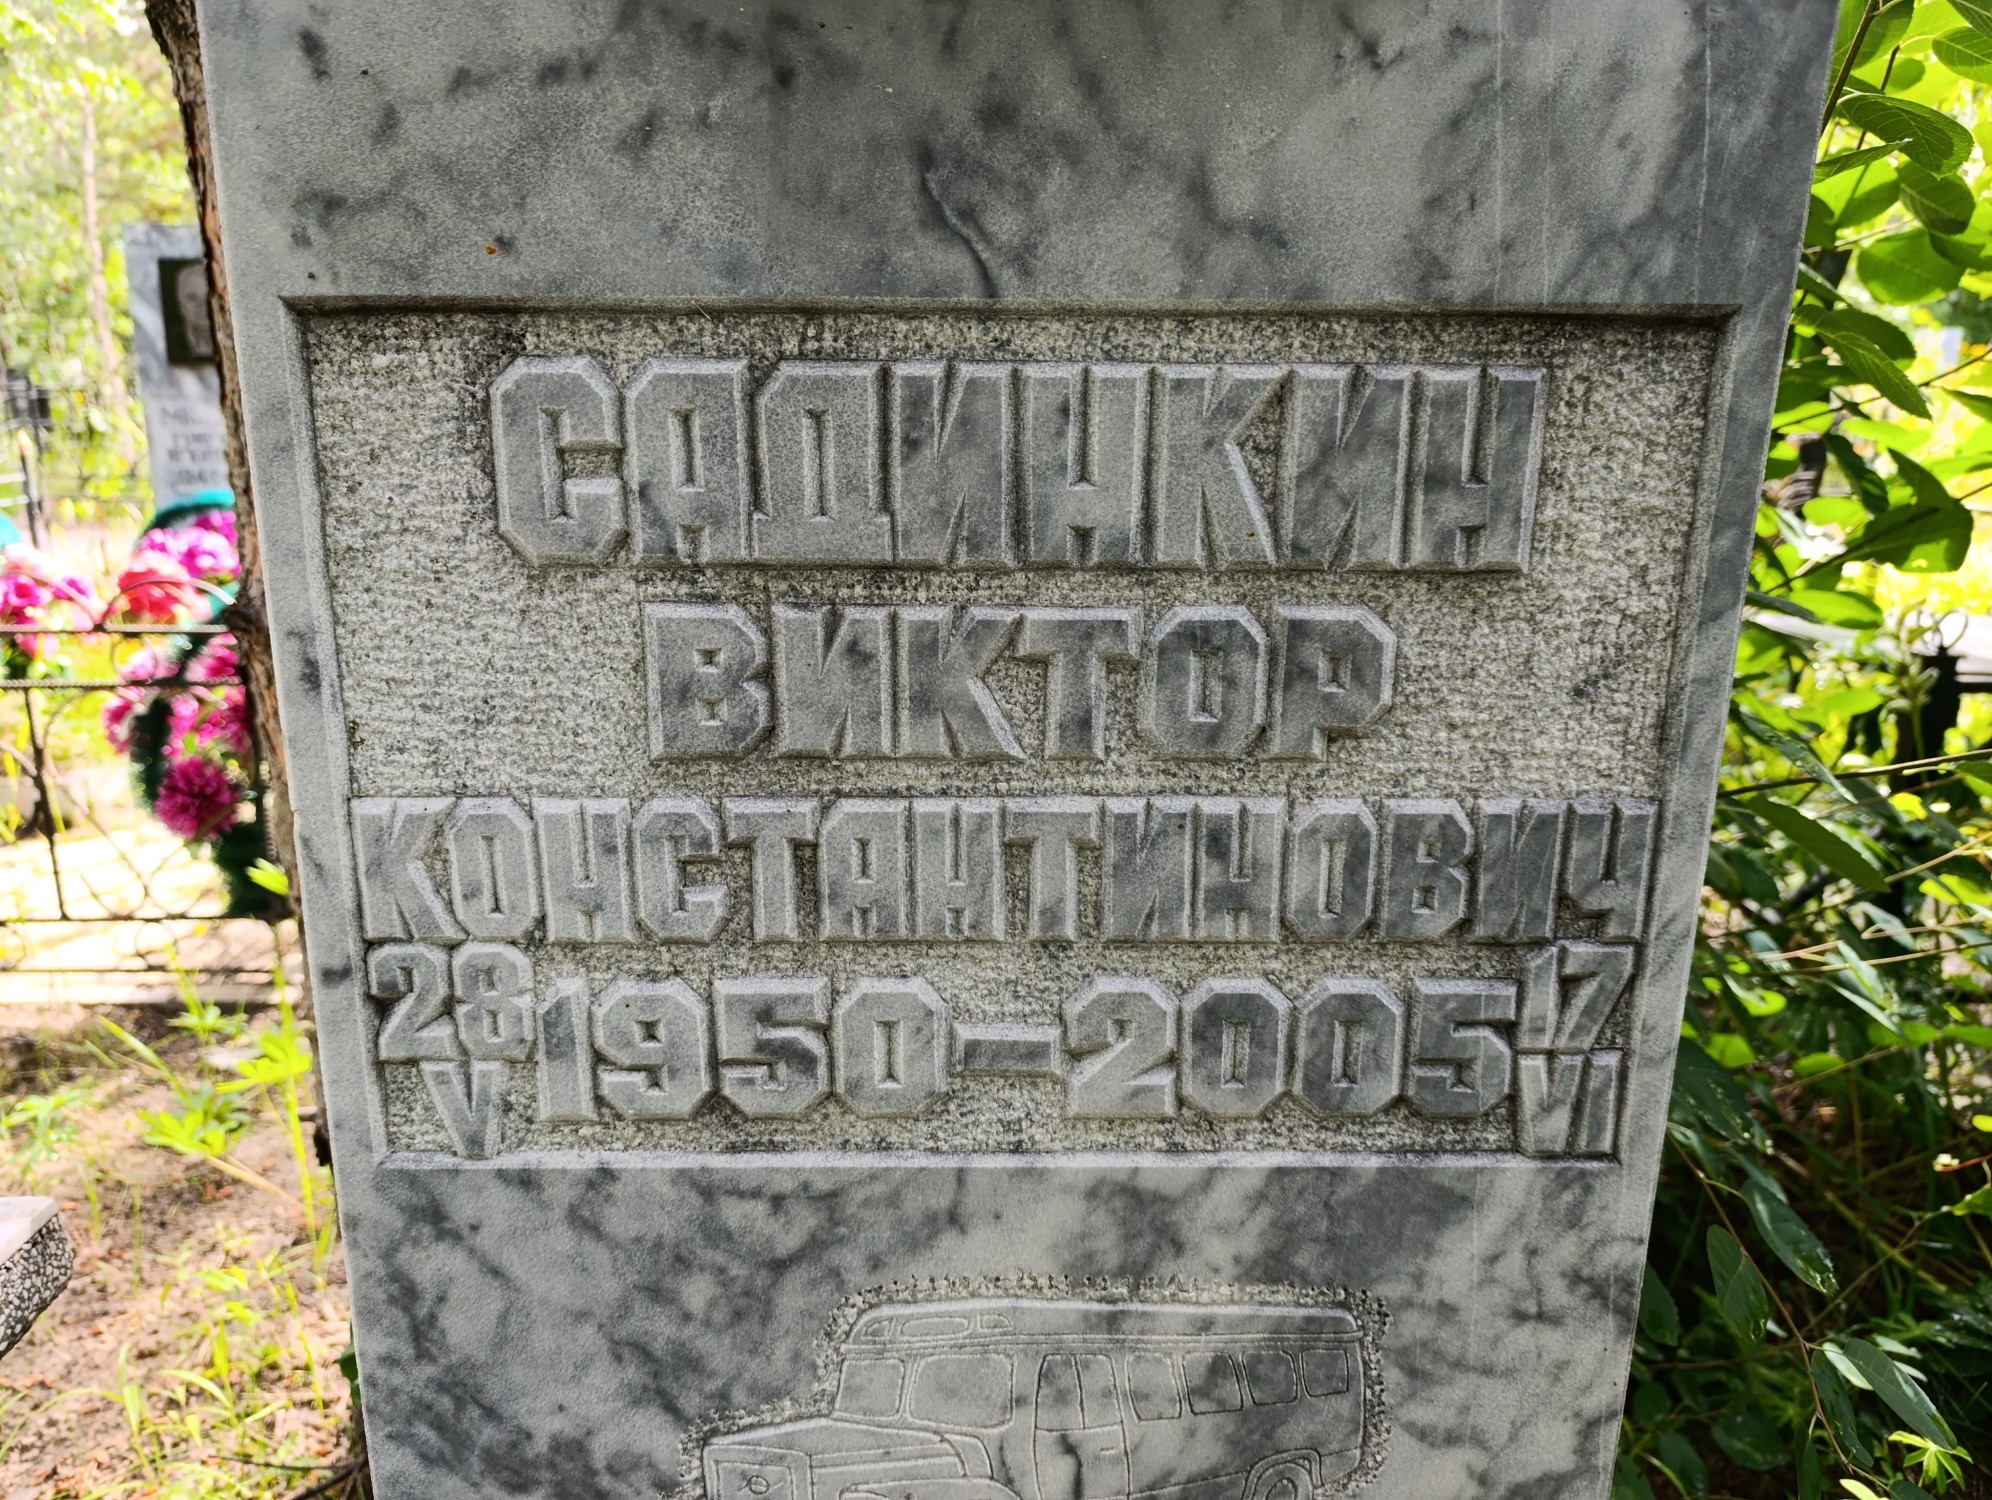 САДИНКИН
ВИКТОР
КОНСТАНТИНОВИЧ
28 V 1950-2005 17 VI